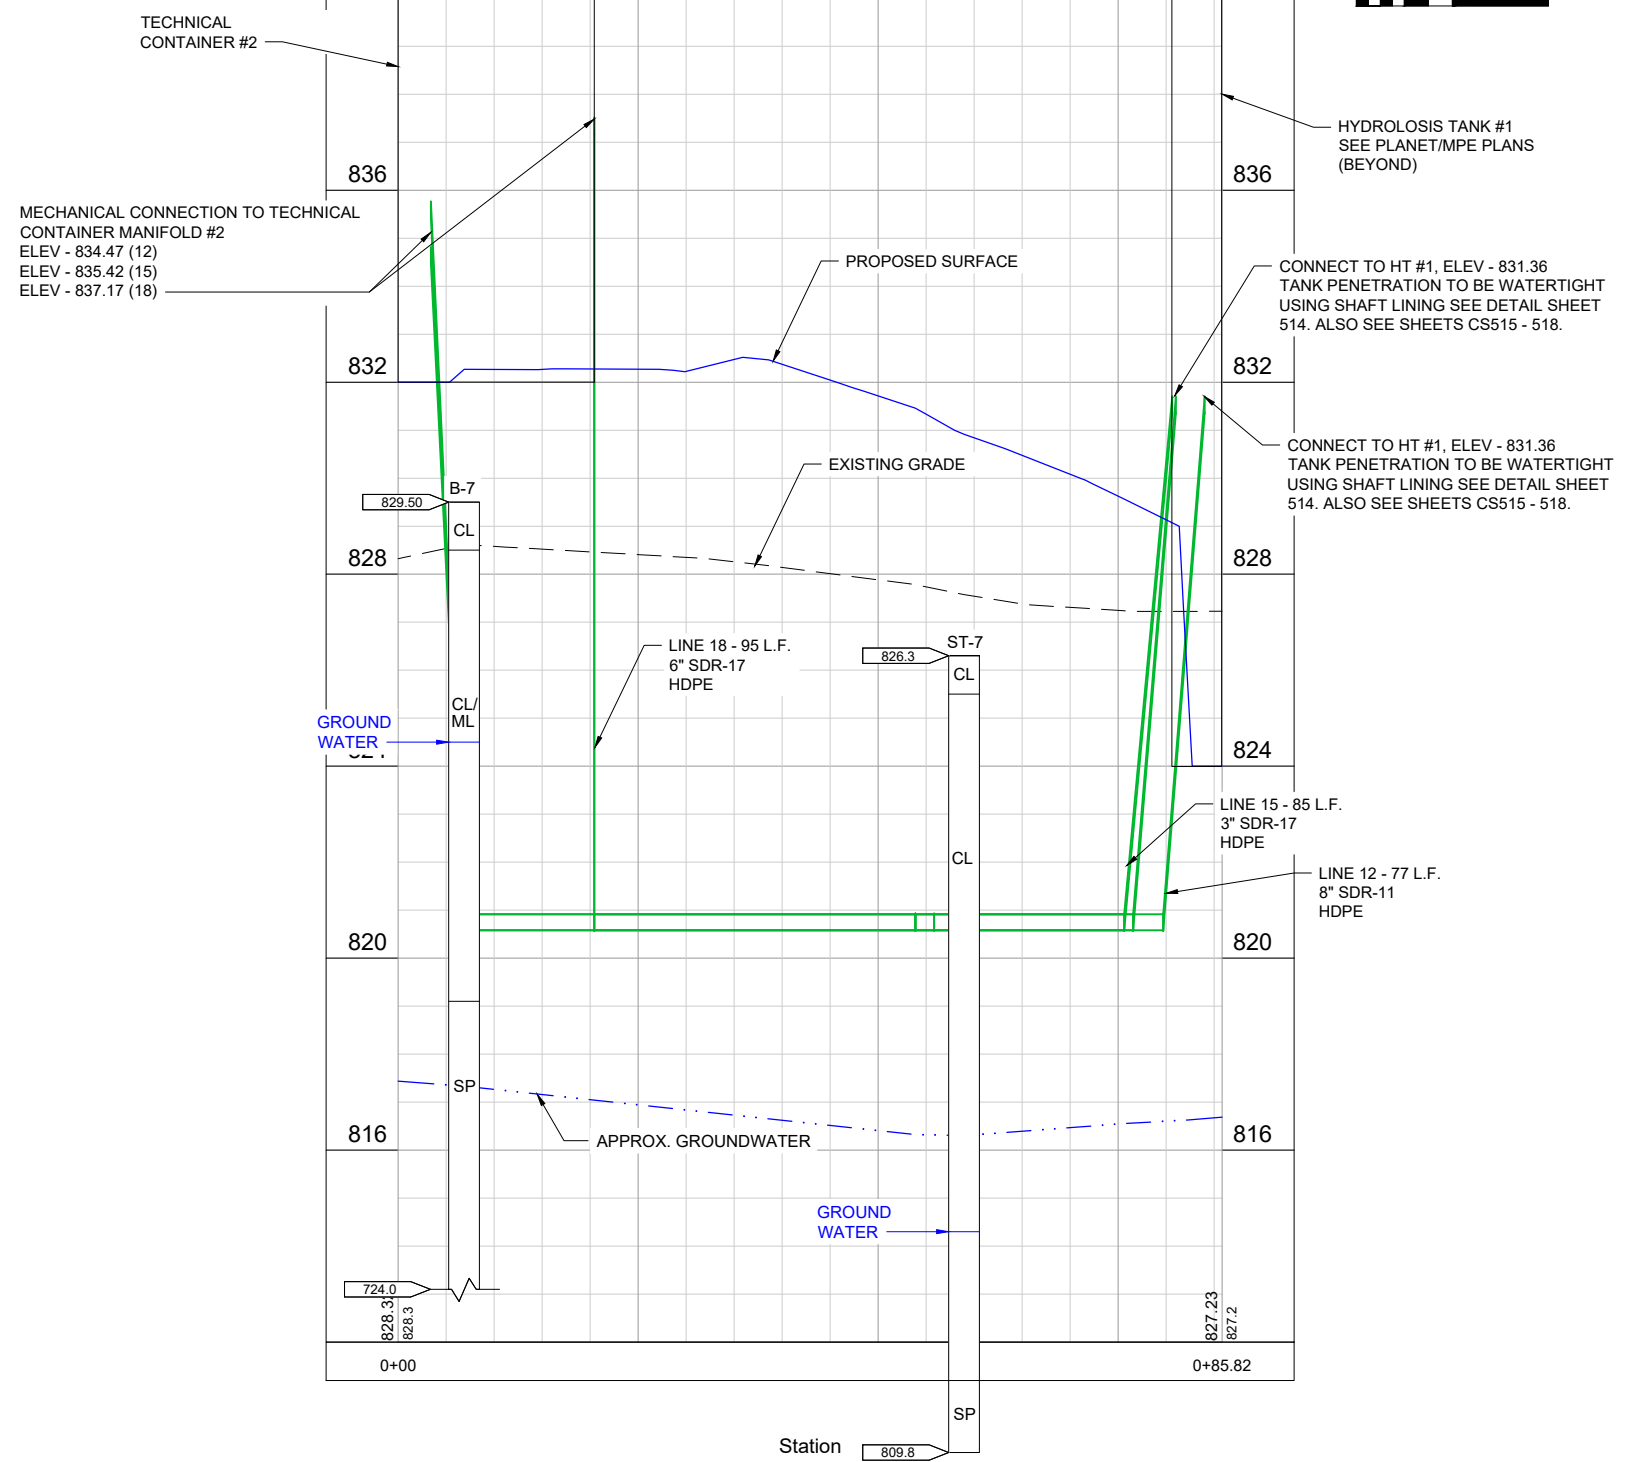 TECHNICAL
CONTAINER #2
HYDROLOSIS TANK #1
SEE PLANET/MPE PLANS
(BEYOND)
836
836
MECHANICAL CONNECTION TO TECHNICAL
CONTAINER MANIFOLD #2
ELEV - 834.47 (12)
ELEV - 835.42 (15)
ELEV - 837.17 (18)
PROPOSED SURFACE
CONNECT TO HT #1, ELEV - 831.36
TANK PENETRATION TO BE WATERTIGHT
USING SHAFT LINING SEE DETAIL SHEET
514. ALSO SEE SHEETS CS515 - 518.
832
832
CONNECT TO HT #1, ELEV - 831.36
TANK PENETRATION TO BE WATERTIGHT
USING SHAFT LINING SEE DETAIL SHEET
514. ALSO SEE SHEETS CS515 - 518.
EXISTING GRADE
B-7
829.50
CL
828
828
LINE 18 - 95 L.F.
6" SDR-17
HDPE
ST-7
826.3
CL
CL/
ML
GROUND
WATER
824
LINE 15 - 85 L.F.
3" SDR-17
HDPE
CL
LINE 12 - 77 L.F.
8" SDR-11
HDPE
820
820
SP
APPROX. GROUNDWATER
816
816
GROUND
WATER
724.0
828.3
827.23
827.2
0+00
0+85.82
SP
Station
809.8